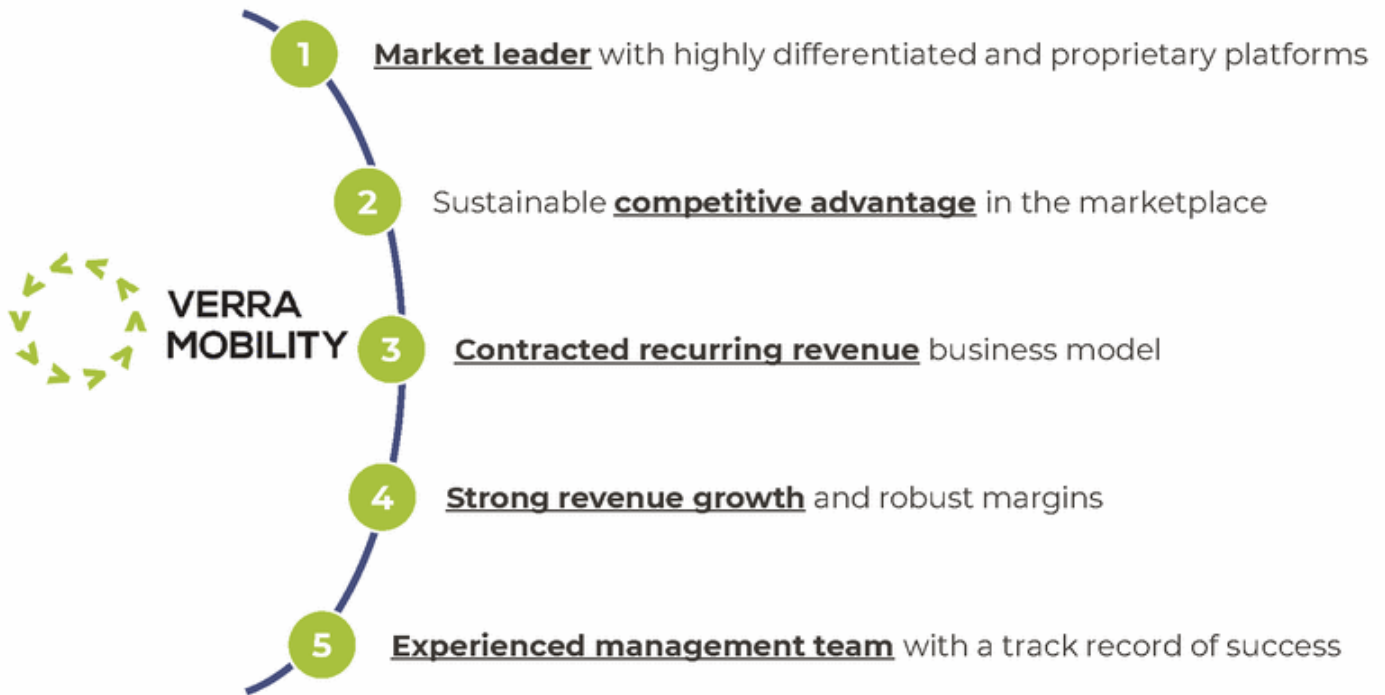 1 Market leader with highly differentiated and proprietary platforms
2 Sustainable competitive advantage in the marketplace
VERRA
MOBILITY
3 Contracted recurring revenue business model
4 Strong revenue growth and robust margins
5 Experienced management team with a track record of success